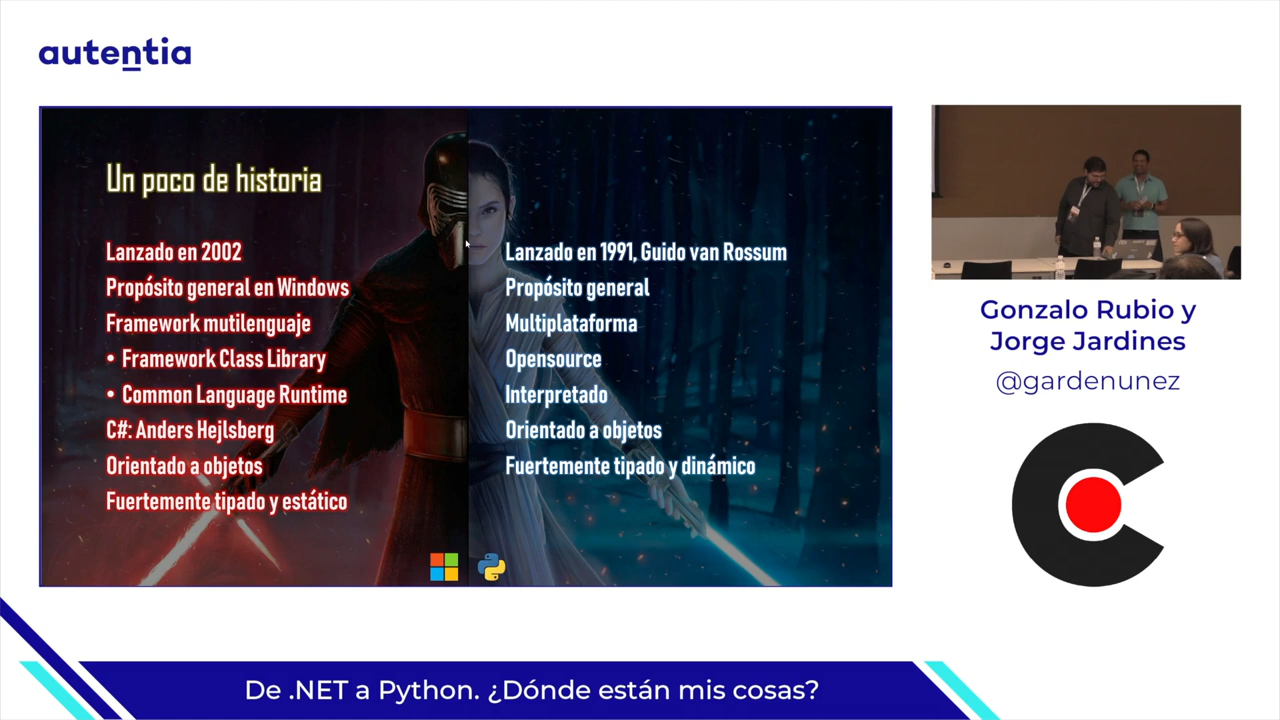 autentia
Un poco de historia
Lanzado en 2002
Propósito general en Windows
Framework mutilenguaje
• Framework Class Library
• Common Language Runtime
C#: Anders Hejlsberg
Orientado a objetos
Fuertemente tipado y estático
Lanzado en 1991, Guido van Rossum
Propósito general
Multiplataforma
Opensource
Interpretado
Orientado a objetos
Fuertemente tipado y dinámico
Gonzalo Rubio y
Jorge Jardines
@gardenunez
De .NET a Python. ¿Dónde están mis cosas?